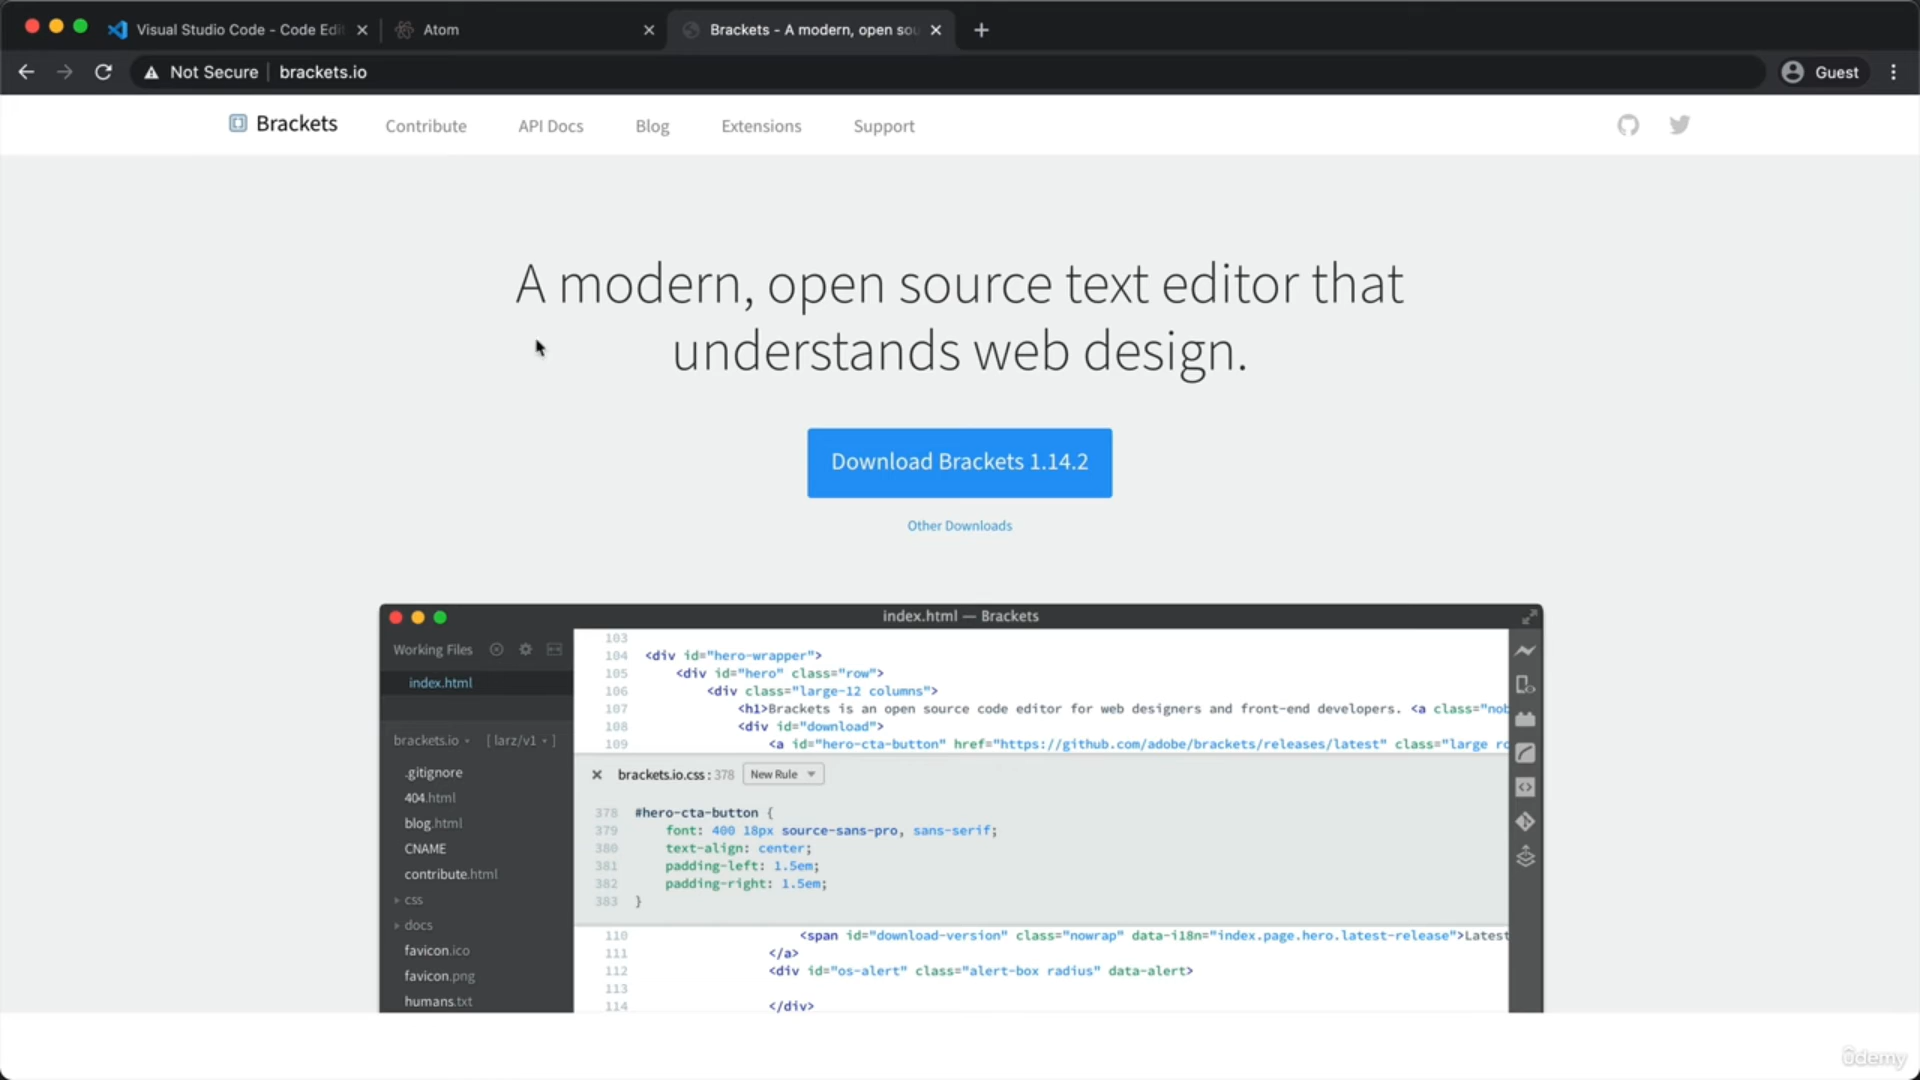 Visual Studio Code - Code Edit
Atom
Brackets - A modern, open sou
Not Secure
brackets.io
Guest
Brackets
Contribute
API Docs
Blog
Extensions
Support
A modern, open source text editor that
understands web design.
Download Brackets 1.14.2
Other Downloads
index.html — Brackets
Working Files
index.html
brackets.io
[ larz/v1 ]
.gitignore
404.html
blog.html
CNAME
contribute.html
css
docs
favicon.ico
favicon.png
humans.txt
103
104 <div id="hero-wrapper">
105 <div id="hero" class="row">
106 <div class="large-12 columns">
107 <h1>Brackets is an open source code editor for web designers and front-end developers. <a class="nob
108 <div id="download">
109 <a id="hero-cta-button" href="https://github.com/adobe/brackets/releases/latest" class="large ro
brackets.io.css : 378 New Rule
378 #hero-cta-button {
379 font: 400 18px source-sans-pro, sans-serif;
380 text-align: center;
381 padding-left: 1.5em;
382 padding-right: 1.5em;
383 }
110 <span id="download-version" class="nowrap" data-i18n="index.page.hero.latest-release">Latest
111 </a>
112 <div id="os-alert" class="alert-box radius" data-alert>
113
114 </div>
ûdemy